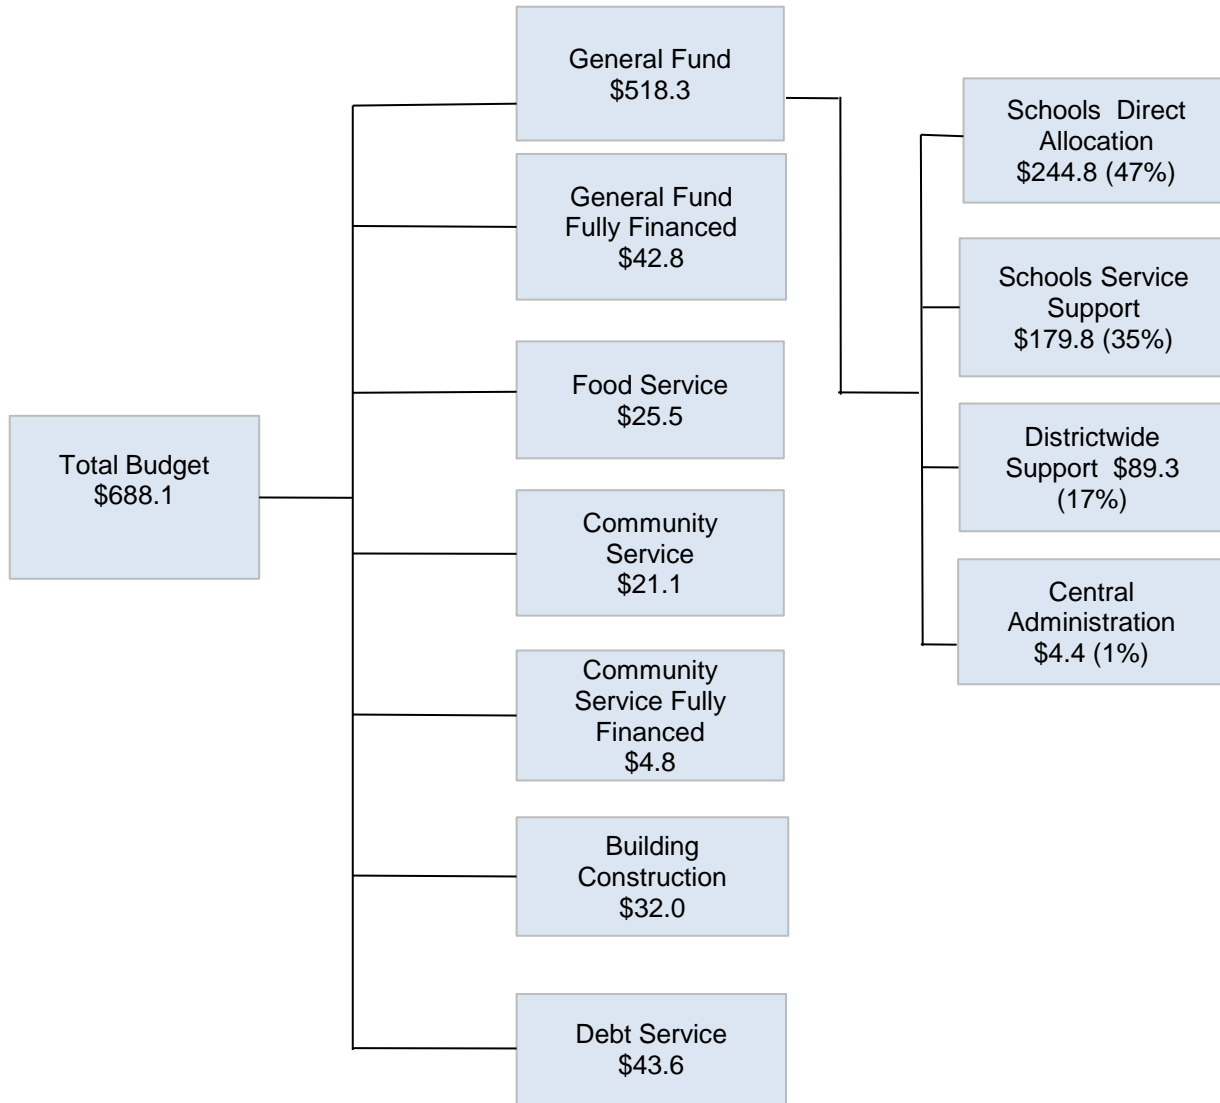 Total Budget
$688.1
General Fund
$518.3
General Fund
Fully Financed
$42.8
Food Service
$25.5
Community
Service
$21.1
Community
Service Fully
Financed
$4.8
Building
Construction
$32.0
Debt Service
$43.6
Schools  Direct
Allocation
$244.8 (47%)
Schools Service
Support
$179.8 (35%)
Districtwide
Support  $89.3
(17%)
Central
Administration
$4.4 (1%)